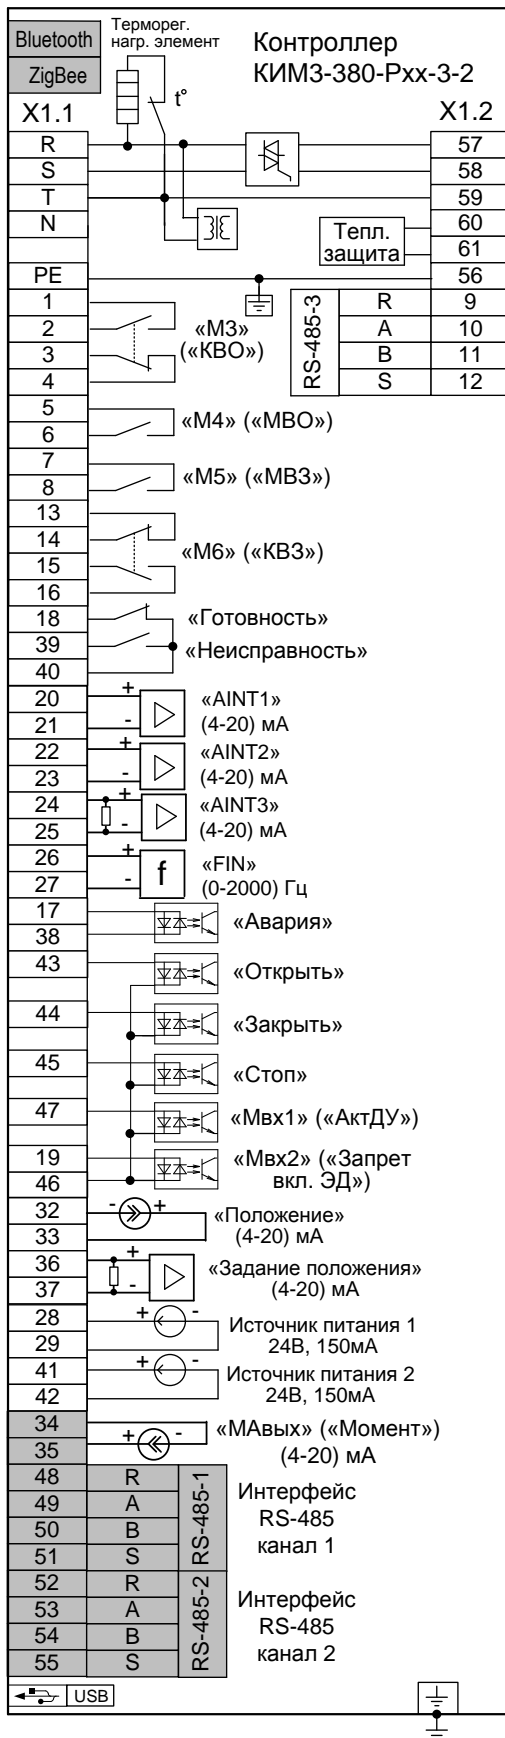 Bluetooth
ZigBee
Терморег.
нагр. элемент
t°
Контроллер
КИМ3-380-Рхх-3-2
X1.1
X1.2
R
S
T
N
PE
57
58
59
60
61
56
Тепл.
защита
RS-485-3
R 9
A 10
B 11
S 12
1
2
3
4
«М3»
(«КВО»)
5
6
«М4» («МВО»)
7
8
«М5» («МВЗ»)
13
14
15
16
«М6» («КВЗ»)
18
39
40
«Готовность»
«Неисправность»
20
21
+
-
«AINT1»
(4-20) мА
22
23
+
-
«AINT2»
(4-20) мА
24
25
+
-
«AINT3»
(4-20) мА
26
27
+
-
f
«FIN»
(0-2000) Гц
17
38
«Авария»
43
«Открыть»
44
«Закрыть»
45
«Стоп»
47
«Мвх1» («АктДУ»)
19
46
«Мвх2» («Запрет
вкл. ЭД»)
32
33
- +
«Положение»
(4-20) мА
36
37
+
-
«Задание положения»
(4-20) мА
28
29
+ -
Источник питания 1
24В, 150мА
41
42
+ -
Источник питания 2
24В, 150мА
34
35
+ -
«МАвых» («Момент»)
(4-20) мА
48 R
49 A
50 B
51 S
RS-485-1
Интерфейс
RS-485
канал 1
52 R
53 A
54 B
55 S
RS-485-2
Интерфейс
RS-485
канал 2
USB